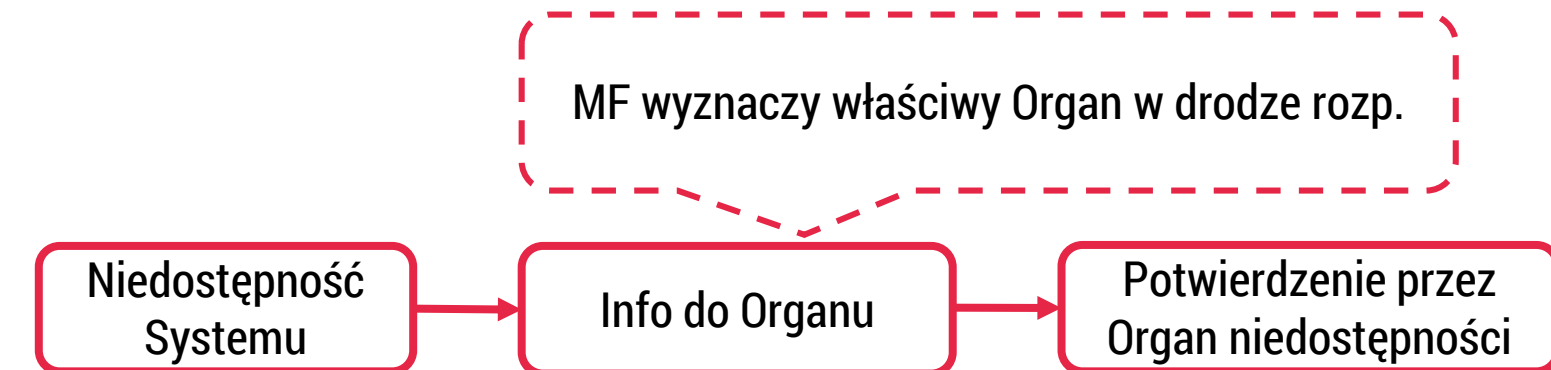 MF wyznaczy właściwy Organ w drodze rozp.
Niedostępność
Systemu
Info do Organu
Potwierdzenie przez
Organ niedostępności